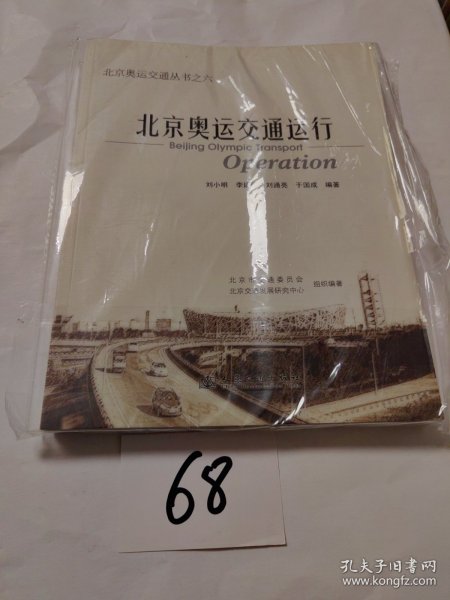 北京奥运交通丛书之六
北京奥运交通运行
Beijing Olympic Transport
Operation
刘小明 李 刘通亮 于国成 编著
北京市交通委员会
北京交通发展研究中心
组织编著
68
孔夫子旧书网
www.kongfz.com